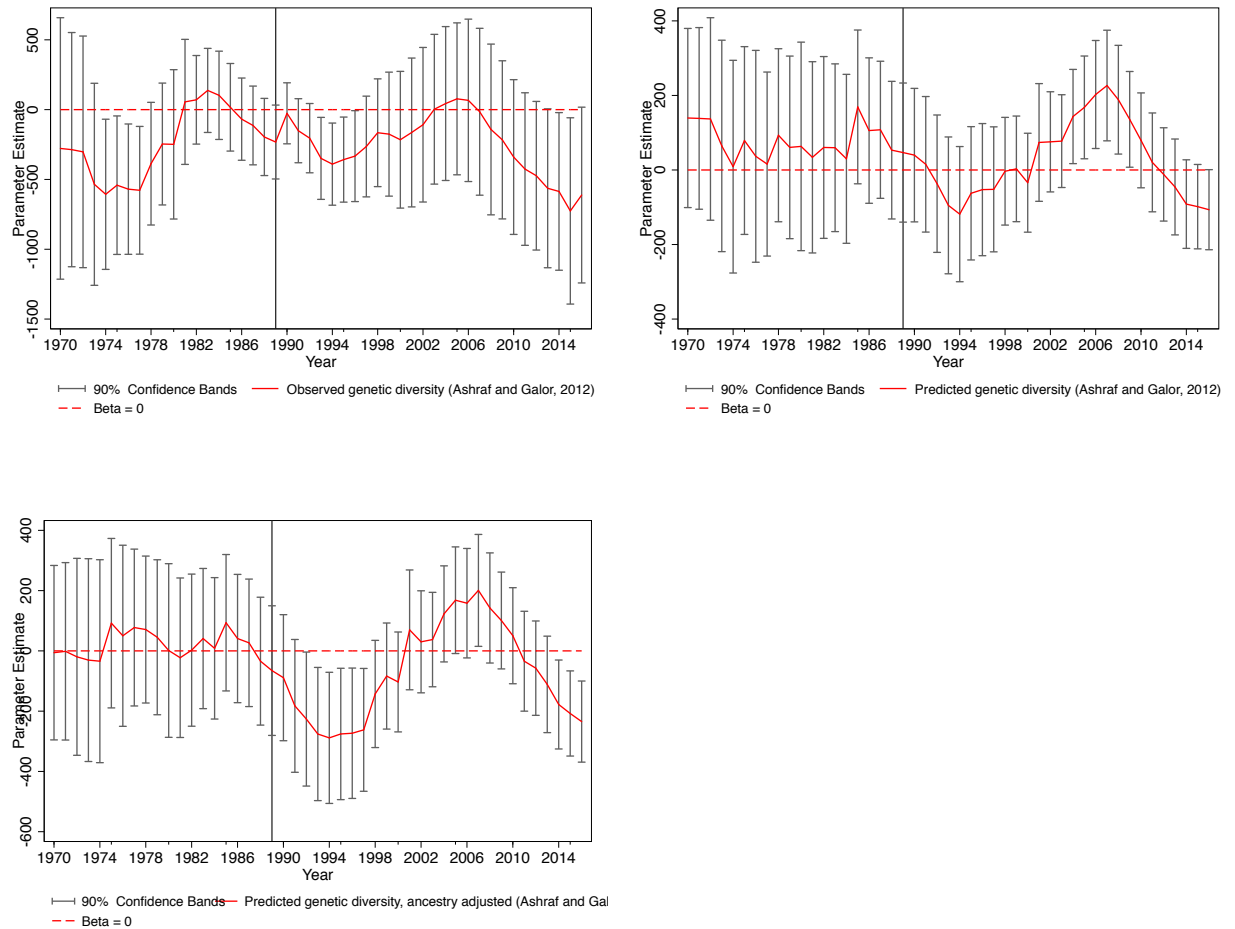 500
0
-500
-1000
-1500
Parameter Estimate
1970 1974 1978 1982 1986 1990 1994 1998 2002 2006 2010 2014
Year
90% Confidence Bands Observed genetic diversity (Ashraf and Galor, 2012)
Beta = 0
400
200
0
-200
-400
Parameter Estimate
1970 1974 1978 1982 1986 1990 1994 1998 2002 2006 2010 2014
Year
90% Confidence Bands Predicted genetic diversity (Ashraf and Galor, 2012)
Beta = 0
400
200
0
-200
-400
-600
Parameter Estimate
1970 1974 1978 1982 1986 1990 1994 1998 2002 2006 2010 2014
Year
90% Confidence Bands Predicted genetic diversity, ancestry adjusted (Ashraf and Gal
Beta = 0